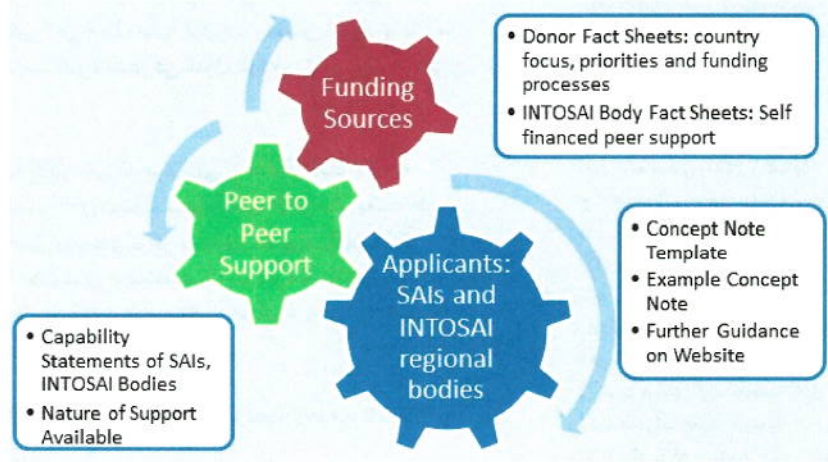 Funding
Sources
• Donor Fact Sheets: country
focus, priorities and funding
processes
• INTOSAI Body Fact Sheets: Self
financed peer support
Peer to
Peer
Support
Applicants:
SAIs and
INTOSAI
regional
bodies
• Concept Note
Template
• Example Concept
Note
• Further Guidance
on Website
• Capability
Statements of SAIs,
INTOSAI Bodies
• Nature of Support
Available